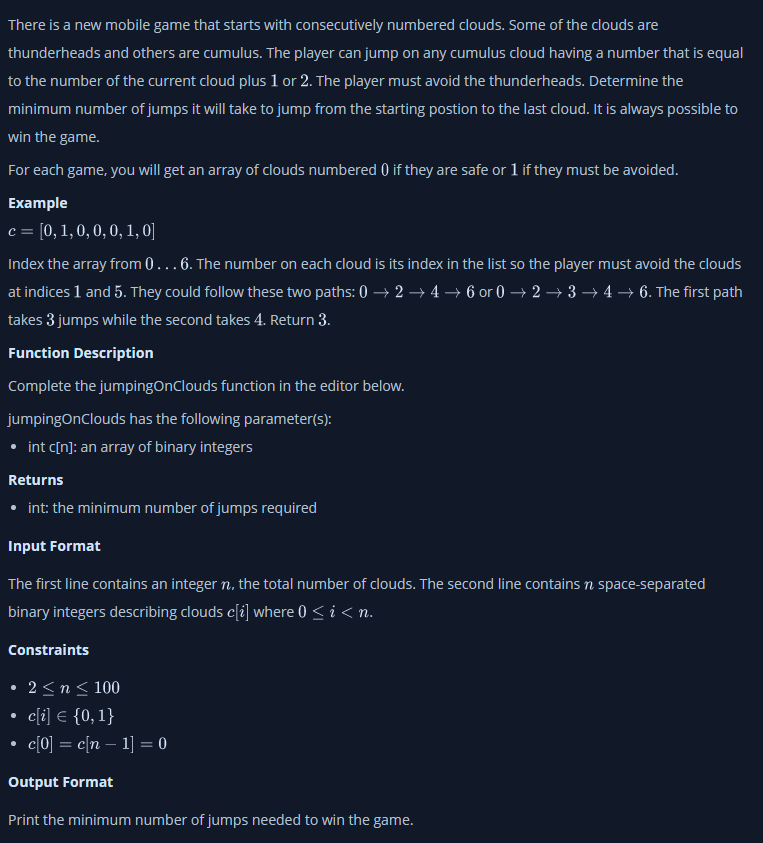 There is a new mobile game that starts with consecutively numbered clouds. Some of the clouds are
thunderheads and others are cumulus. The player can jump on any cumulus cloud having a number that is equal
to the number of the current cloud plus 1 or 2. The player must avoid the thunderheads. Determine the
minimum number of jumps it will take to jump from the starting postion to the last cloud. It is always possible to
win the game.
For each game, you will get an array of clouds numbered 0 if they are safe or 1 if they must be avoided.
Example
c = [0, 1, 0, 0, 0, 1, 0]
Index the array from 0 . . . 6. The number on each cloud is its index in the list so the player must avoid the clouds
at indices 1 and 5. They could follow these two paths: 0 → 2 → 4 → 6 or 0 → 2 → 3 → 4 → 6. The first path
takes 3 jumps while the second takes 4. Return 3.
Function Description
Complete the jumpingOnClouds function in the editor below.
jumpingOnClouds has the following parameter(s):
• int c[n]: an array of binary integers
Returns
• int: the minimum number of jumps required
Input Format
The first line contains an integer n, the total number of clouds. The second line contains n space-separated
binary integers describing clouds c[i] where 0 ≤ i < n.
Constraints
• 2 ≤ n ≤ 100
• c[i] ∈ {0, 1}
• c[0] = c[n − 1] = 0
Output Format
Print the minimum number of jumps needed to win the game.